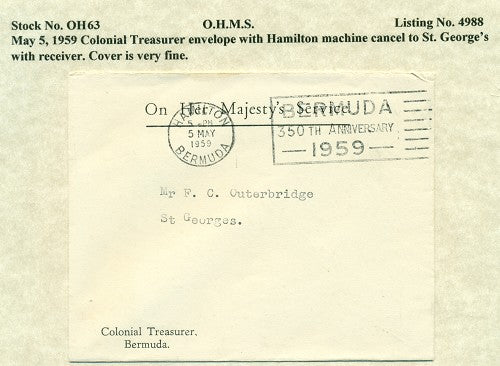 Stock No. OH63 O.H.M.S. Listing No. 4988
May 5, 1959 Colonial Treasurer envelope with Hamilton machine cancel to St. George's
with receiver. Cover is very fine.
On Her Majesty's Service.
HAMILTON
5 PM
5 MAY
1959
BERMUDA
BERMUDA
350TH ANNIVERSARY
1959
Mr F. C. Outerbridge
St Georges.
Colonial Treasurer,
Bermuda.